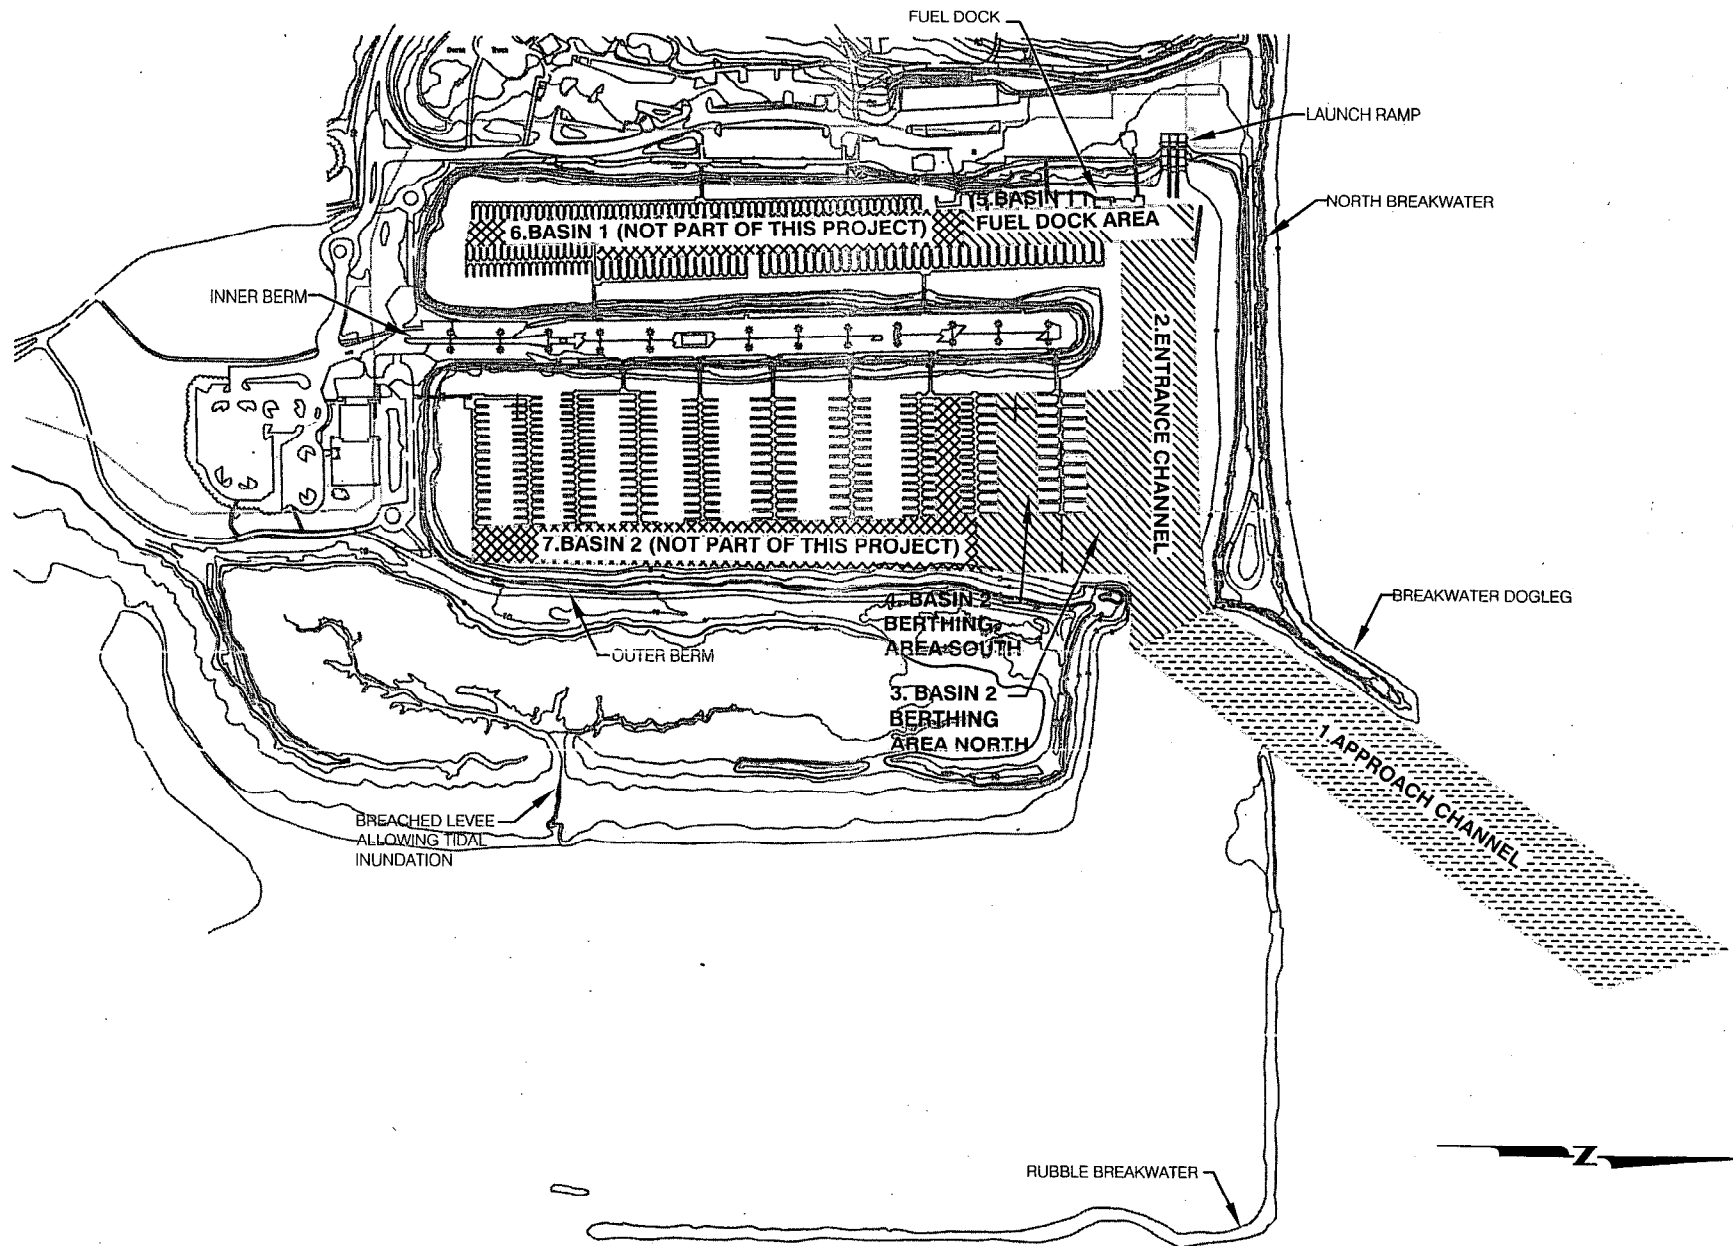 FUEL DOCK
LAUNCH RAMP
5.BASIN 1
FUEL DOCK AREA
NORTH BREAKWATER
6.BASIN 1 (NOT PART OF THIS PROJECT)
INNER BERM
2.ENTRANCE CHANNEL
7.BASIN 2 (NOT PART OF THIS PROJECT)
4. BASIN 2
BERTHING
AREA SOUTH
BREAKWATER DOGLEG
OUTER BERM
3. BASIN 2
BERTHING
AREA NORTH
1.APPROACH CHANNEL
BREACHED LEVEE
ALLOWING TIDAL
INUNDATION
Z
RUBBLE BREAKWATER